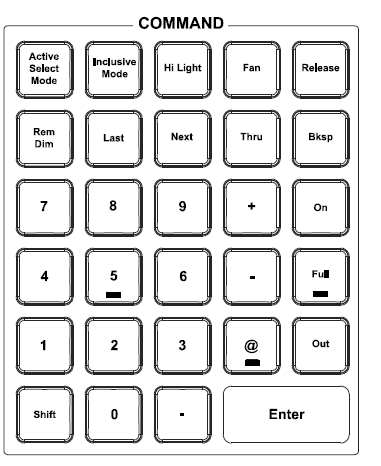 COMMAND
Active
Select
Mode
Inclusive
Mode
Hi Light
Fan
Release
Rem
Dim
Last
Next
Thru
Bksp
7
8
9
+
On
4
5
6
-
Full
1
2
3
@
Out
Shift
0
-
Enter